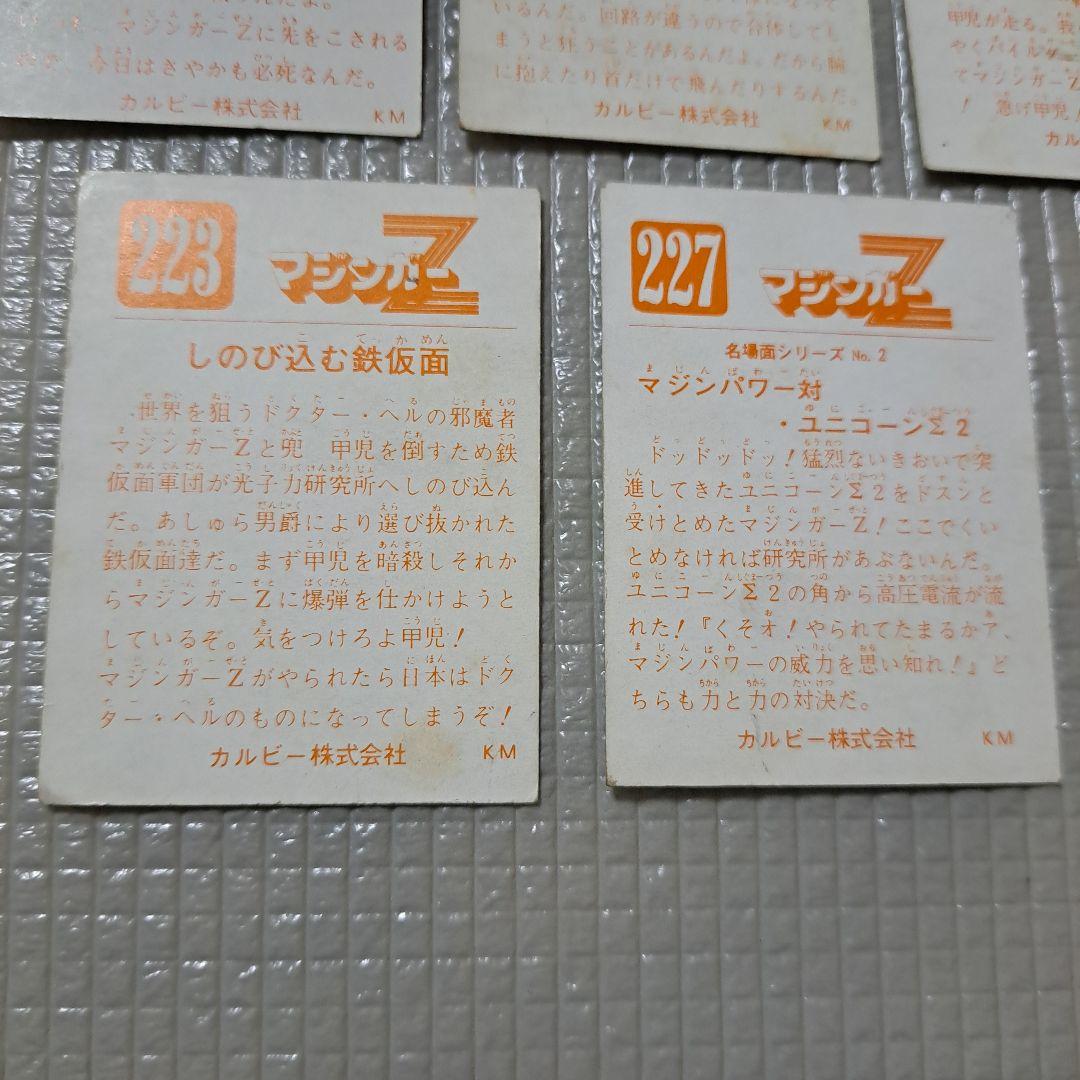 マジンガーZに先をこされる
今日はさやかも必死なんだ。
カルビー株式会社 KM
いるんだ。回路が違うので合体してし
まうと狂うことがあるんだよ。だから腕
に抱えたり首だけで飛んだりするんだ。
カルビー株式会社 KM
甲児が走る。
やくパイルダ
てマジンガーZ
! 急げ甲児!
カル
223 マジンガーZ
しのび込む鉄仮面
世界を狙うドクター・ヘルの邪魔者
マジンガーZと兜 甲児を倒すため鉄
仮面軍団が光子力研究所へしのび込ん
だ。あしゅら男爵により選び抜かれた
鉄仮面達だ。まず甲児を暗殺しそれか
らマジンガーZに爆弾を仕かけようと
しているぞ。気をつけろよ甲児!
マジンガーZがやられたら日本はドク
ター・ヘルのものになってしまうぞ!
カルビー株式会社 KM
227 マジンガーZ
名場面シリーズ No. 2
マジンパワー対
・ユニコーンΣ2
ドッドッドッ!猛烈ないきおいで突
進してきたユニコーンΣ2をドスンと
受けとめたマジンガーZ!ここでくい
とめなければ研究所があぶないんだ。
ユニコーンΣ2の角から高圧電流が流
れた!『くそオ!やられてたまるかア、
マジンパワーの威力を思い知れ!』ど
ちらも力と力の対決だ。
カルビー株式会社 KM